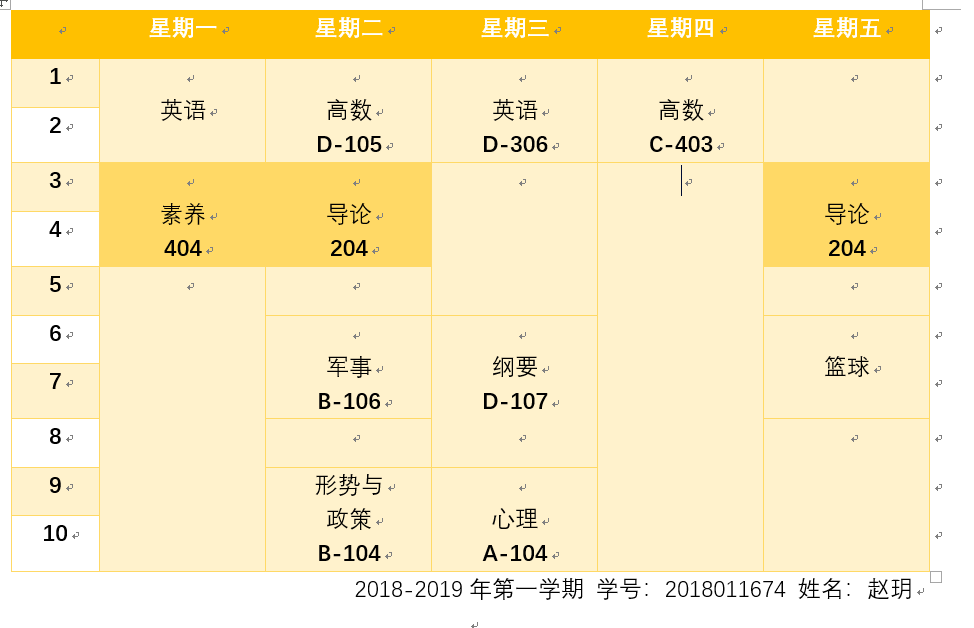 星期一 星期二 星期三 星期四 星期五
1
英语 高数 英语 高数
2
D-105 D-306 C-403
3
素养 导论 导论
4
404 204 204
5
6
军事 纲要 篮球
7
B-106 D-107
8
9
形势与
政策 心理
10
B-104 A-104
2018-2019 年第一学期 学号：2018011674 姓名：赵玥